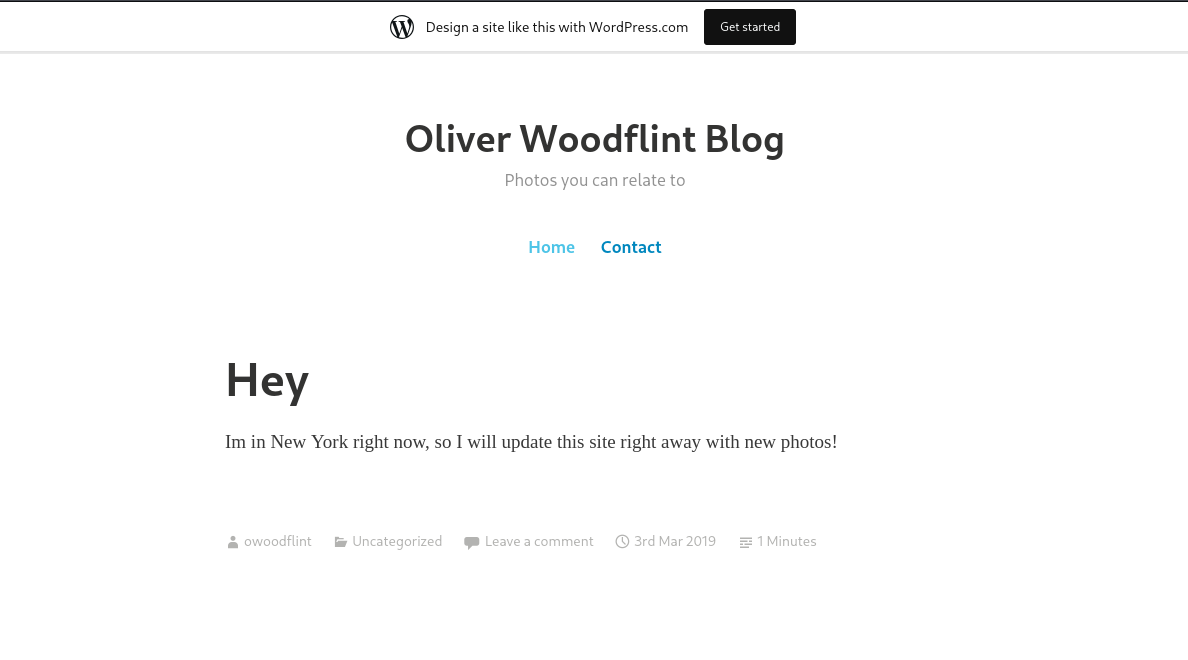 Design a site like this with WordPress.com Get started
Oliver Woodflint Blog
Photos you can relate to
Home Contact
Hey
Im in New York right now, so I will update this site right away with new photos!
owoodflint Uncategorized Leave a comment 3rd Mar 2019 1 Minutes